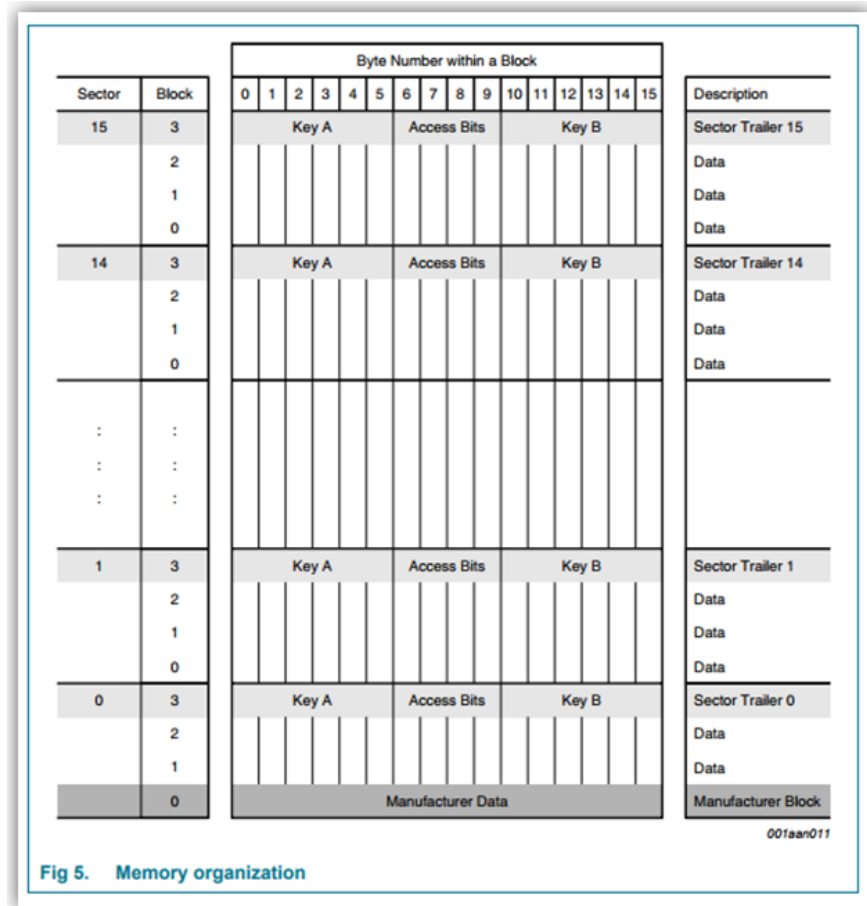 Byte Number within a Block
Sector Block 0 1 2 3 4 5 6 7 8 9 10 11 12 13 14 15 Description
15 3 Key A Access Bits Key B Sector Trailer 15
2 Data
1 Data
0 Data
14 3 Key A Access Bits Key B Sector Trailer 14
2 Data
1 Data
0 Data
: :
: :
: :
1 3 Key A Access Bits Key B Sector Trailer 1
2 Data
1 Data
0 Data
0 3 Key A Access Bits Key B Sector Trailer 0
2 Data
1 Data
0 Manufacturer Data Manufacturer Block
001aan011
Fig 5. Memory organization